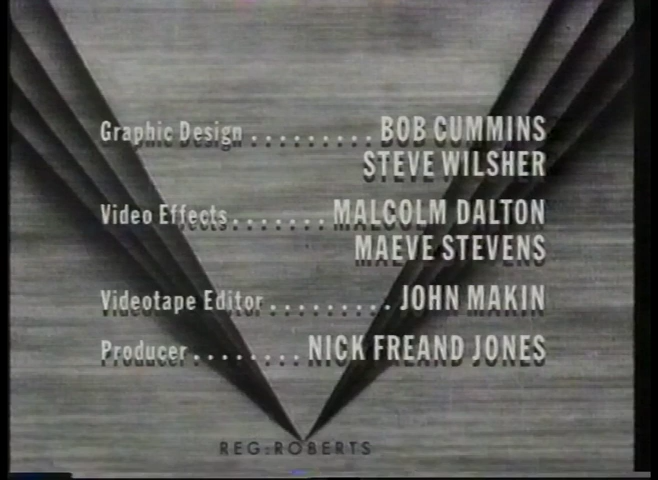 Graphic Design ......... BOB CUMMINS
STEVE WILSHER
Video Effects ....... MALCOLM DALTON
MAEVE STEVENS
Videotape Editor ......... JOHN MAKIN
Producer ........ NICK FREAND JONES
REG:ROBERTS